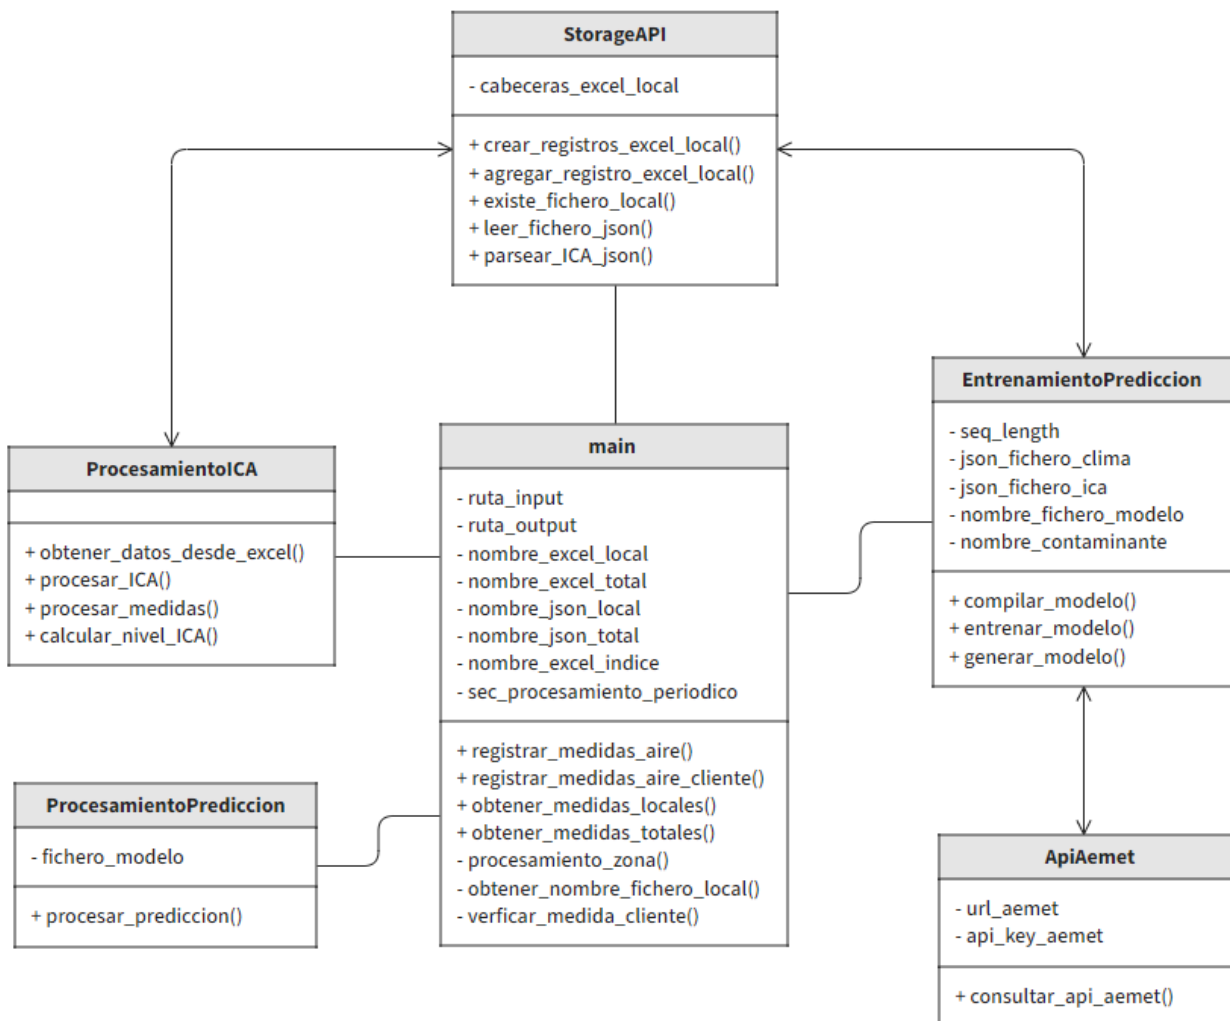 StorageAPI
- cabeceras_excel_local
+ crear_registros_excel_local()
+ agregar_registro_excel_local()
+ existe_fichero_local()
+ leer_fichero_json()
+ parsear_ICA_json()
EntrenamientoPrediccion
- seq_length
- json_fichero_clima
- json_fichero_ica
- nombre_fichero_modelo
- nombre_contaminante
+ compilar_modelo()
+ entrenar_modelo()
+ generar_modelo()
ProcesamientoICA
+ obtener_datos_desde_excel()
+ procesar_ICA()
+ procesar_medidas()
+ calcular_nivel_ICA()
main
- ruta_input
- ruta_output
- nombre_excel_local
- nombre_excel_total
- nombre_json_local
- nombre_json_total
- nombre_excel_indice
- sec_procesamiento_periodico
+ registrar_medidas_aire()
+ registrar_medidas_aire_cliente()
+ obtener_medidas_locales()
+ obtener_medidas_totales()
- procesamiento_zona()
- obtener_nombre_fichero_local()
- verficar_medida_cliente()
ProcesamientoPrediccion
- fichero_modelo
+ procesar_prediccion()
ApiAemet
- url_aemet
- api_key_aemet
+ consultar_api_aemet()